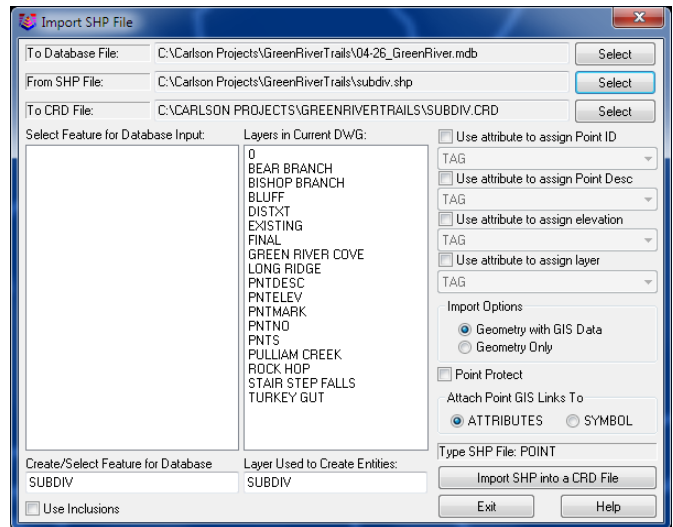 Import SHP File
To Database File: C:\Carlson Projects\GreenRiverTrails\04-26_GreenRiver.mdb Select
From SHP File: C:\Carlson Projects\GreenRiverTrails\subdiv.shp Select
To CRD File: C:\CARLSON PROJECTS\GREENRIVERTRAILS\SUBDIV.CRD Select
Select Feature for Database Input:
Layers in Current DWG:
0
BEAR BRANCH
BISHOP BRANCH
BLUFF
DISTXT
EXISTING
FINAL
GREEN RIVER COVE
LONG RIDGE
PNTDESC
PNTELEV
PNTMARK
PNTNO
PNTS
PULLIAM CREEK
ROCK HOP
STAIR STEP FALLS
TURKEY GUT
Use attribute to assign Point ID
TAG
Use attribute to assign Point Desc
TAG
Use attribute to assign elevation
TAG
Use attribute to assign layer
TAG
Import Options
Geometry with GIS Data
Geometry Only
Point Protect
Attach Point GIS Links To
ATTRIBUTES SYMBOL
Type SHP File: POINT
Create/Select Feature for Database
SUBDIV
Layer Used to Create Entities:
SUBDIV
Import SHP into a CRD File
Use Inclusions
Exit Help